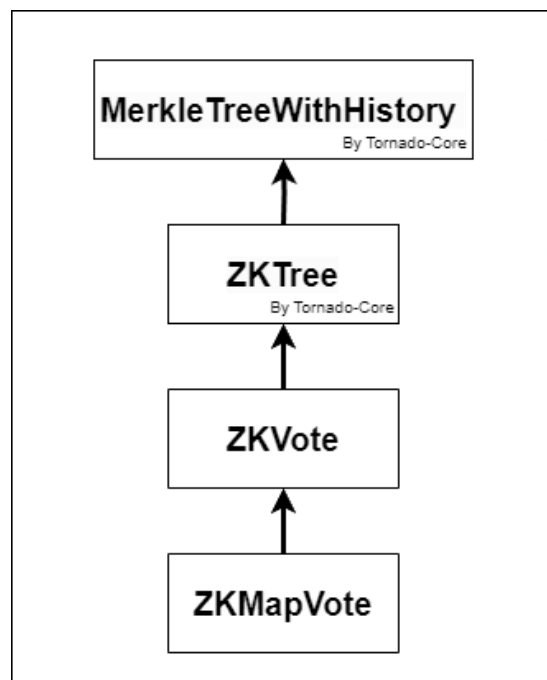 MerkleTreeWithHistory
By Tornado-Core
ZKTree
By Tornado-Core
ZKVote
ZKMapVote